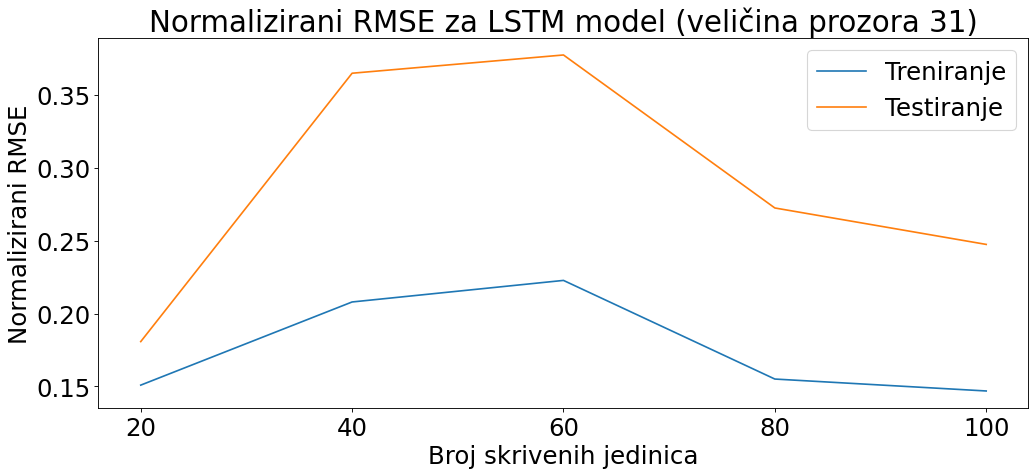 Normalizirani RMSE za LSTM model (veličina prozora 31)
Treniranje
Testiranje
Normalizirani RMSE
0.35
0.30
0.25
0.20
0.15
20 40 60 80 100
Broj skrivenih jedinica